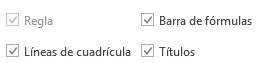 Regla
Barra de fórmulas
Líneas de cuadrícula
Títulos